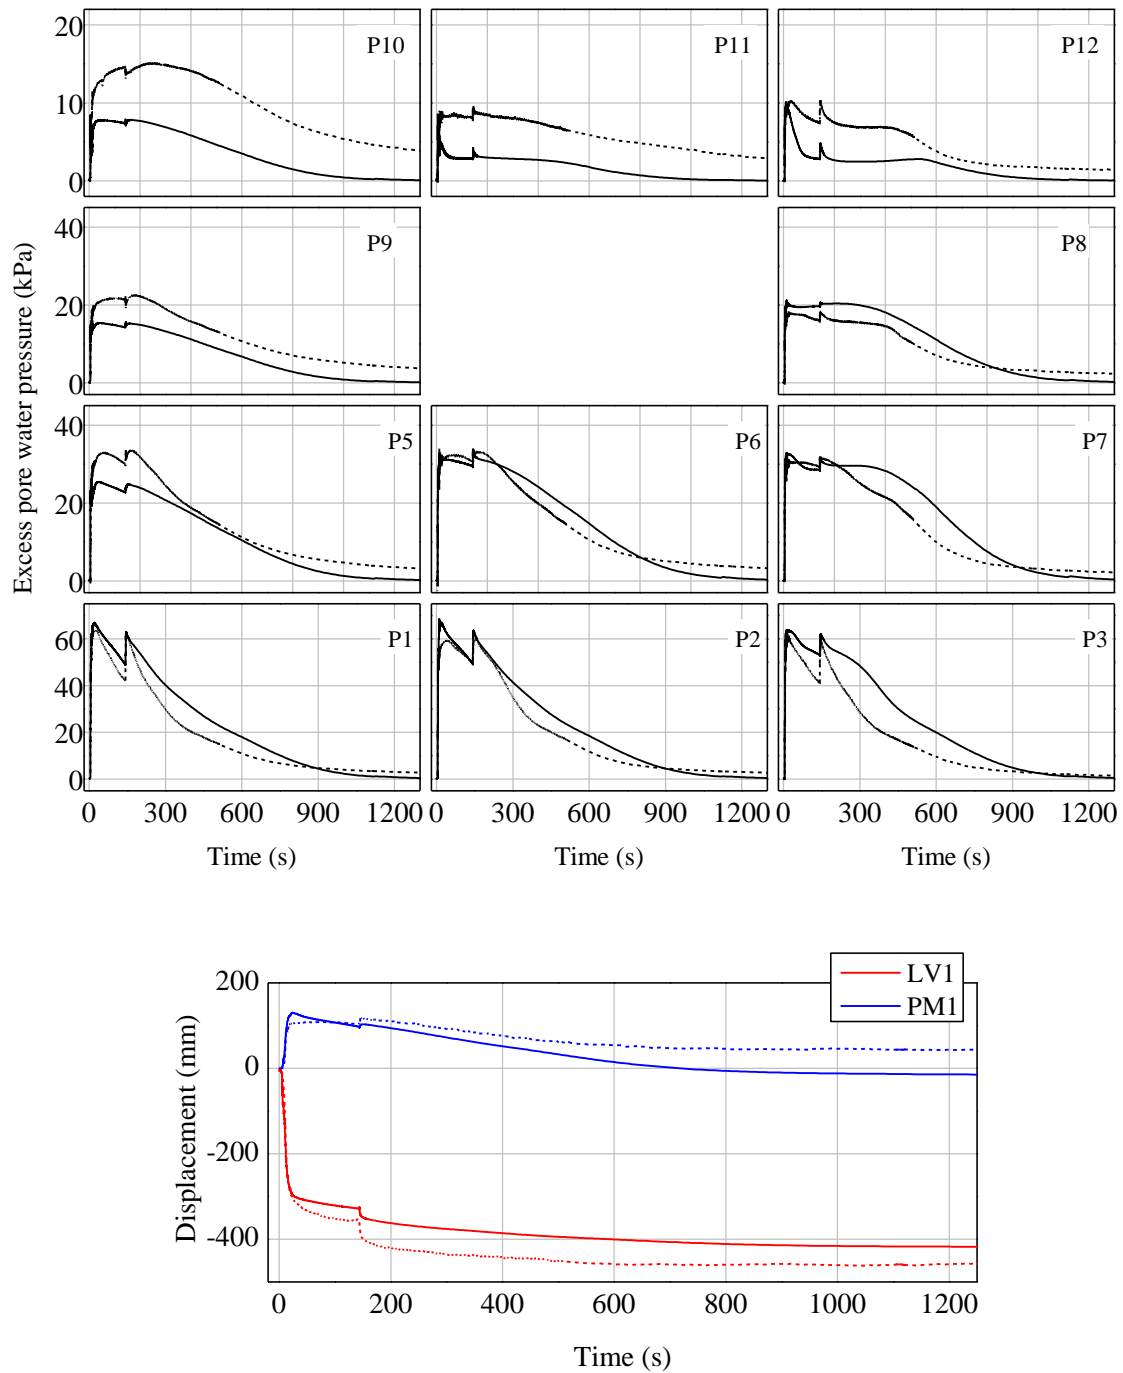 20 P10 P11 P12
10
0
40 P9 P8
20
0
Excess pore water pressure (kPa)
40 P5 P6 P7
20
0
60 P1 P2 P3
40
20
0
0 300 600 900 1200 0 300 600 900 1200 0 300 600 900 1200
Time (s) Time (s) Time (s)
200 LV1
PM1
0
-200
-400
Displacement (mm)
0 200 400 600 800 1000 1200
Time (s)